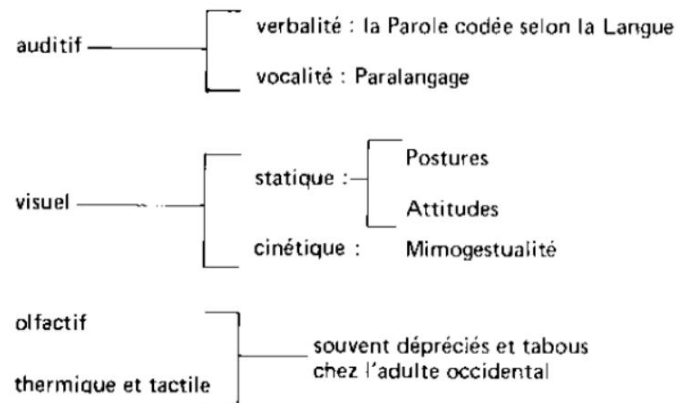 auditif
verbalité : la Parole codée selon la Langue
vocalité : Paralangage
visuel
statique :
Postures
Attitudes
cinétique : Mimogestualité
olfactif
thermique et tactile
souvent dépréciés et tabous
chez l'adulte occidental